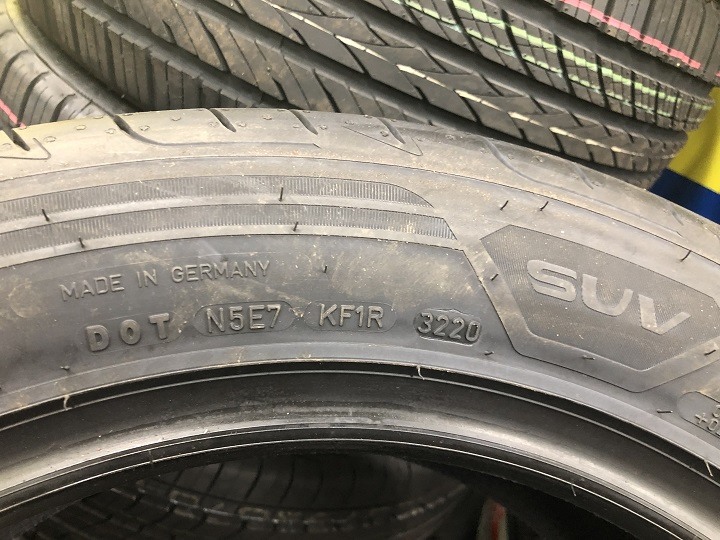 MADE IN GERMANY
DOT N5E7 KF1R 3220
SUV